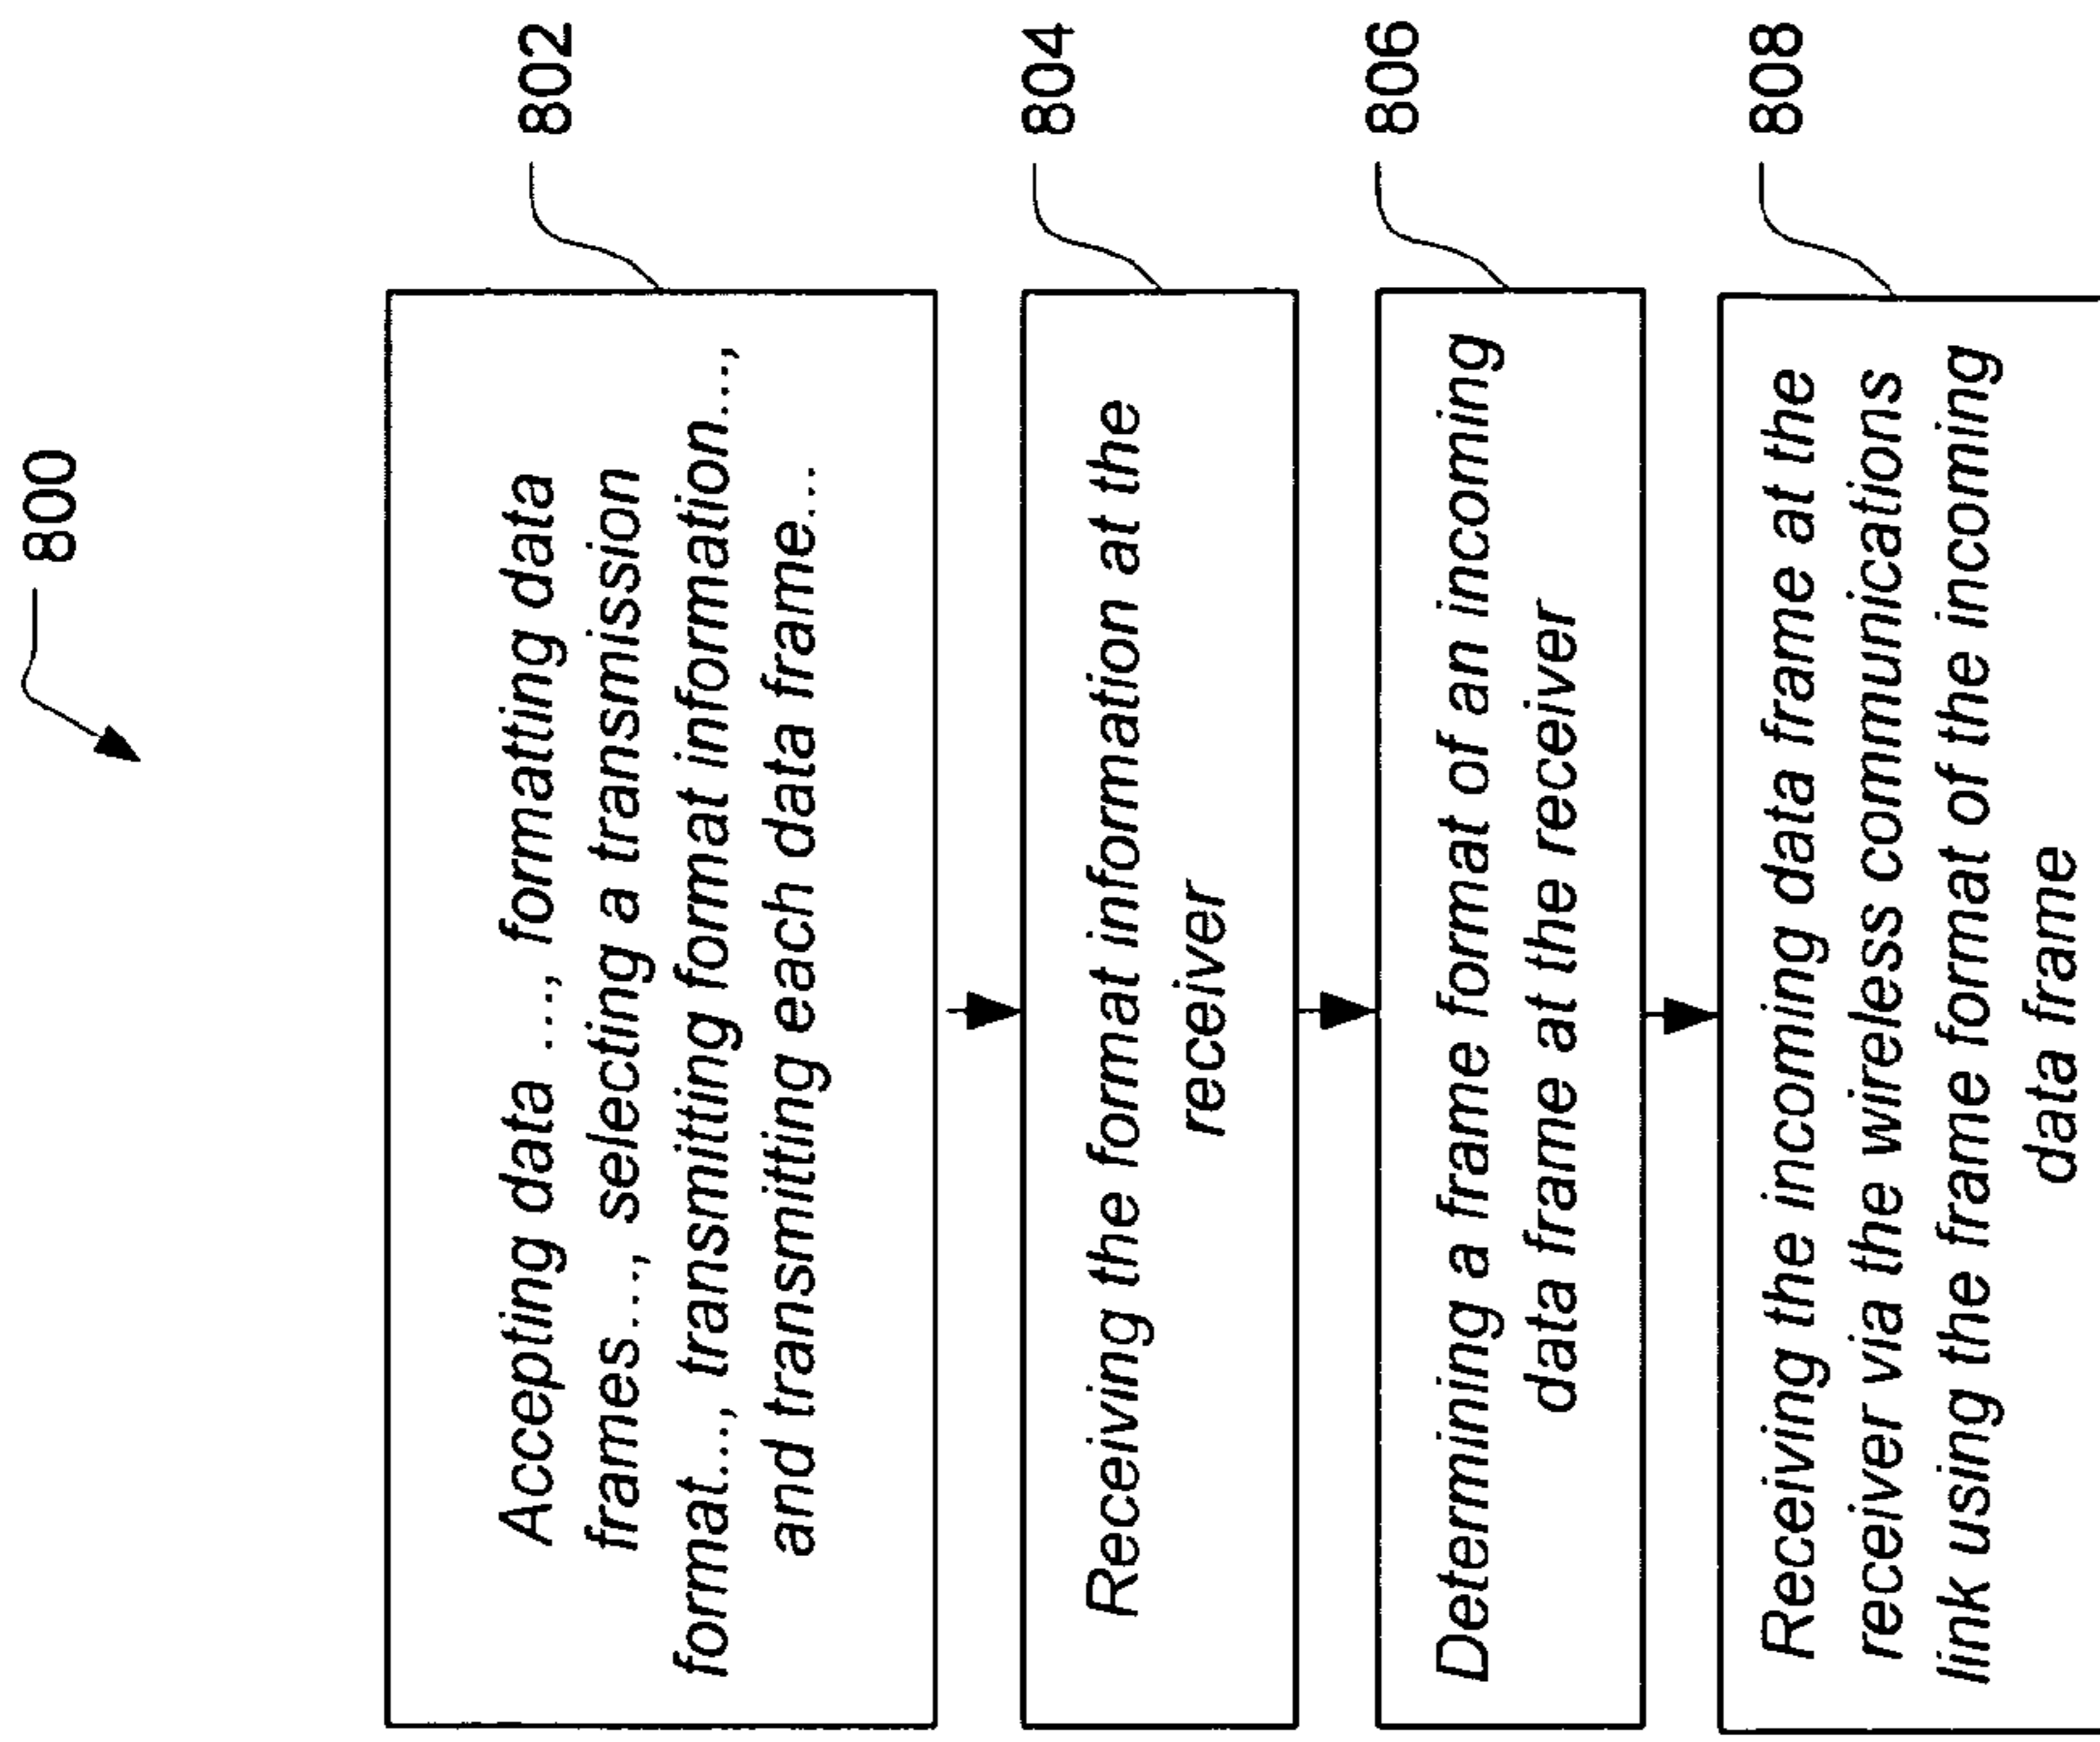 800
802
Accepting data ..., formatting data
frames..., selecting a transmission
format..., transmitting format information...,
and transmitting each data frame...
804
Receiving the format information at the
receiver
806
Determining a frame format of an incoming
data frame at the receiver
808
Receiving the incoming data frame at the
receiver via the wireless communications
link using the frame format of the incoming
data frame